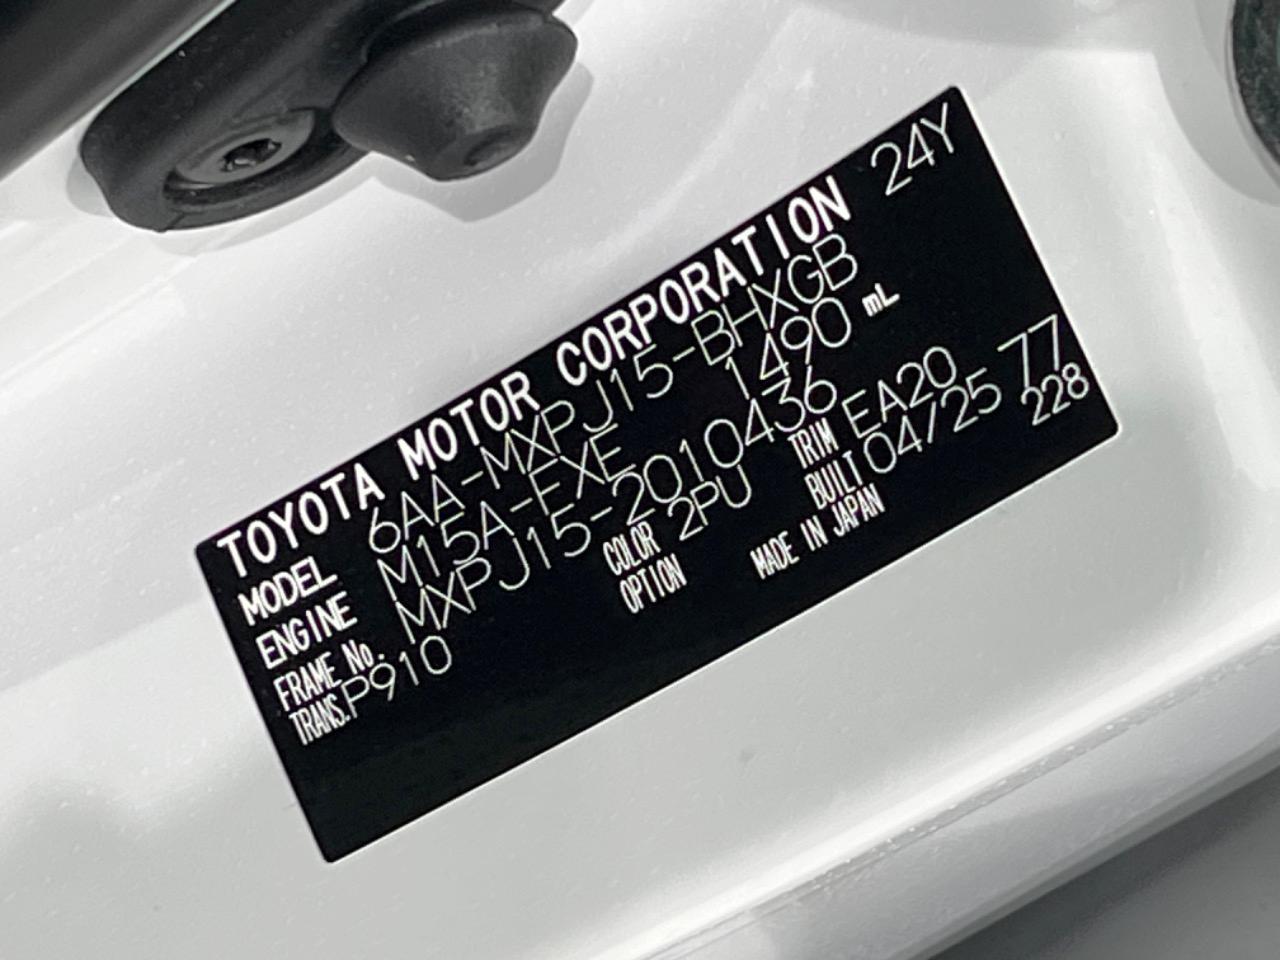 TOYOTA MOTOR CORPORATION 24Y
MODEL 6AA-MXPJ15-BHXGB
ENGINE M15A-FXE 1490 mL
FRAME No. MXPJ15-2010436
TRANS. P910 COLOR 2PU TRIM EA20 77
OPTION BUILT 04/25 228
MADE IN JAPAN